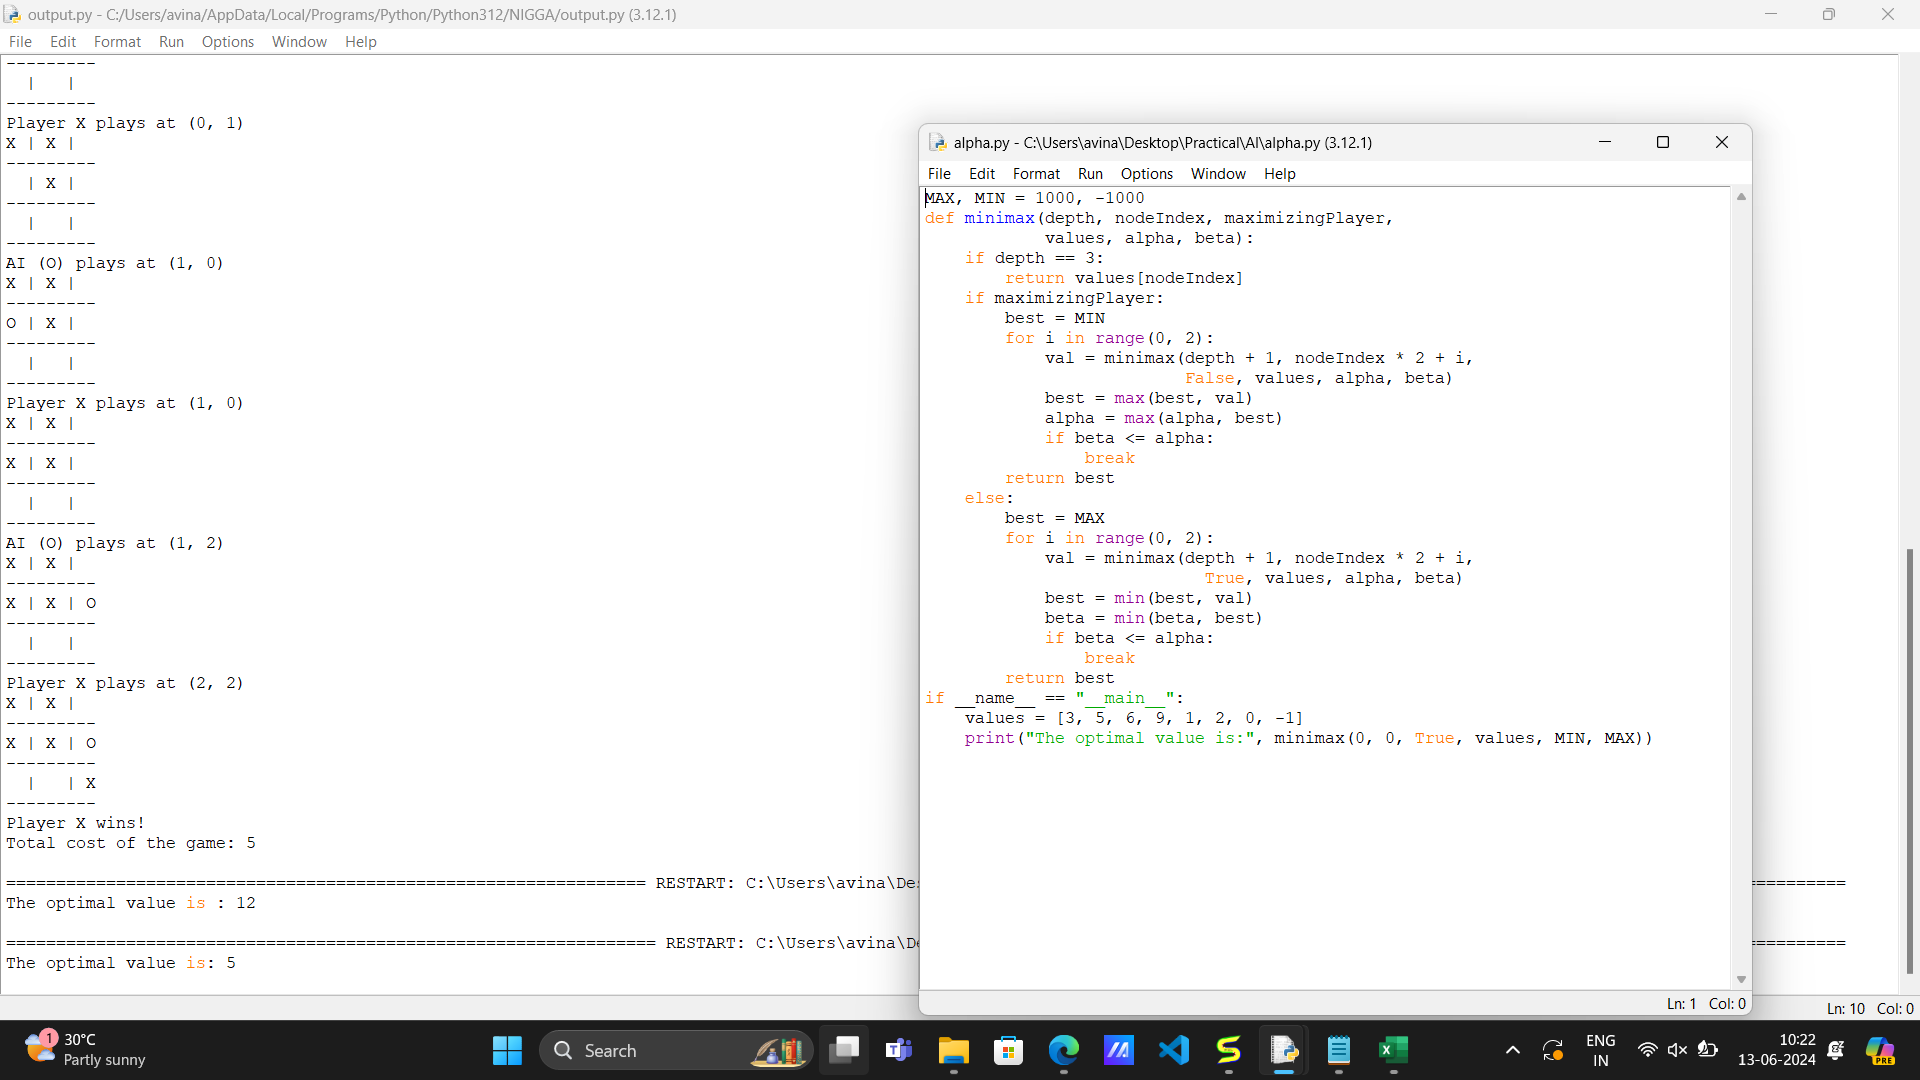 output.py - C:/Users/avina/AppData/Local/Programs/Python/Python312/NIGGA/output.py (3.12.1)
File Edit Format Run Options Window Help
---------
  |   |
---------
Player X plays at (0, 1)
X | X |
---------
  | X |
---------
  |   |
---------
AI (O) plays at (1, 0)
X | X |
---------
O | X |
---------
  |   |
---------
Player X plays at (1, 0)
X | X |
---------
X | X |
---------
  |   |
---------
AI (O) plays at (1, 2)
X | X |
---------
X | X | O
---------
  |   |
---------
Player X plays at (2, 2)
X | X |
---------
X | X | O
---------
  |   | X
---------
Player X wins!
Total cost of the game: 5
================================================================ RESTART: C:\Users\avina\De
==========
The optimal value is : 12
================================================================= RESTART: C:\Users\avina\D
==========
The optimal value is: 5
Ln: 10 Col: 0
alpha.py - C:\Users\avina\Desktop\Practical\AI\alpha.py (3.12.1)
File Edit Format Run Options Window Help
MAX, MIN = 1000, -1000
def minimax(depth, nodeIndex, maximizingPlayer,
            values, alpha, beta):
    if depth == 3:
        return values[nodeIndex]
    if maximizingPlayer:
        best = MIN
        for i in range(0, 2):
            val = minimax(depth + 1, nodeIndex * 2 + i,
                          False, values, alpha, beta)
            best = max(best, val)
            alpha = max(alpha, best)
            if beta <= alpha:
                break
        return best
    else:
        best = MAX
        for i in range(0, 2):
            val = minimax(depth + 1, nodeIndex * 2 + i,
                            True, values, alpha, beta)
            best = min(best, val)
            beta = min(beta, best)
            if beta <= alpha:
                break
        return best
if __name__ == "__main__":
    values = [3, 5, 6, 9, 1, 2, 0, -1]
    print("The optimal value is:", minimax(0, 0, True, values, MIN, MAX))
Ln: 1 Col: 0
1
30°C
Partly sunny
Search
PRE
ENG
IN
10:22
13-06-2024